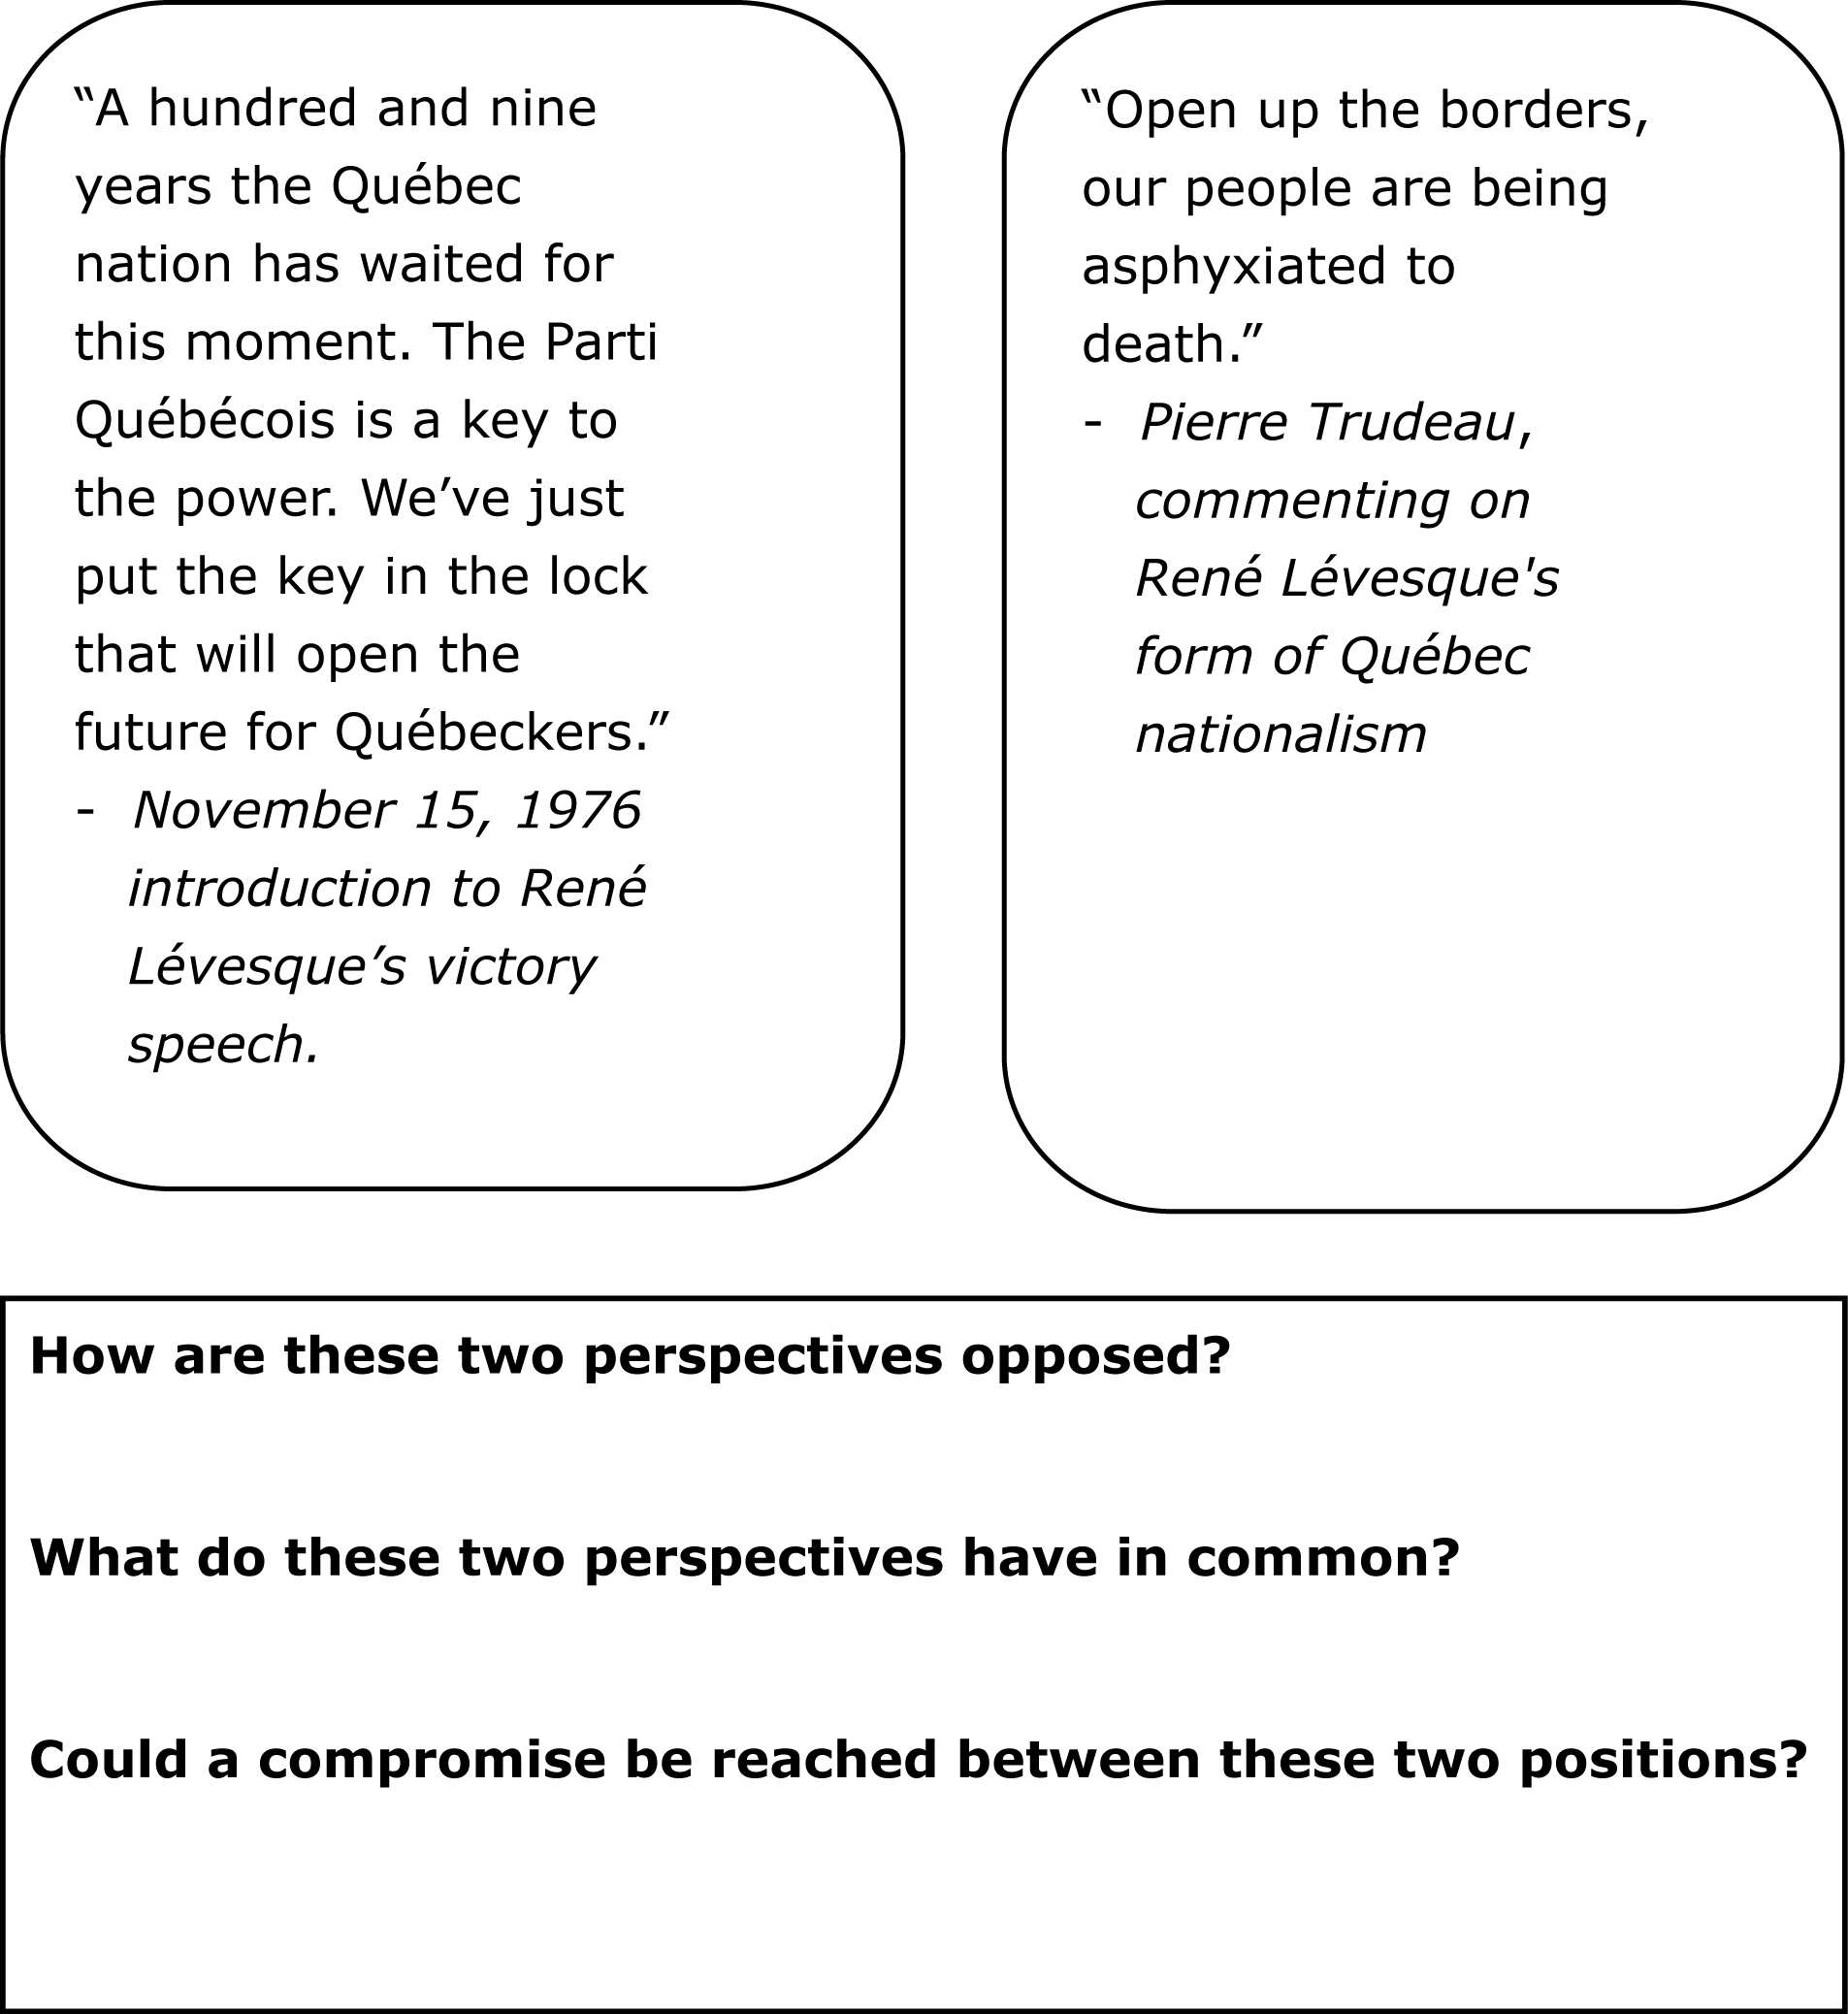 “A hundred and nine
years the Québec
nation has waited for
this moment. The Parti
Québécois is a key to
the power. We’ve just
put the key in the lock
that will open the
future for Québeckers.”
- November 15, 1976
introduction to René
Lévesque’s victory
speech.
“Open up the borders,
our people are being
asphyxiated to
death.”
- Pierre Trudeau,
commenting on
René Lévesque's
form of Québec
nationalism
How are these two perspectives opposed?
What do these two perspectives have in common?
Could a compromise be reached between these two positions?